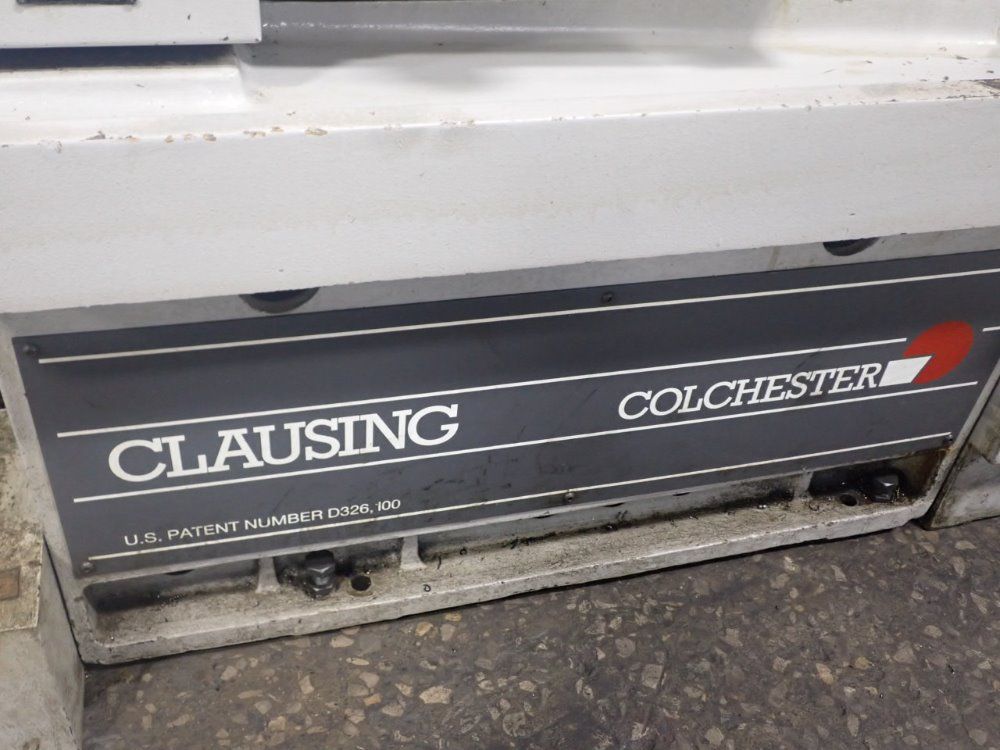 CLAUSING
COLCHESTER
U.S. PATENT NUMBER D326,100